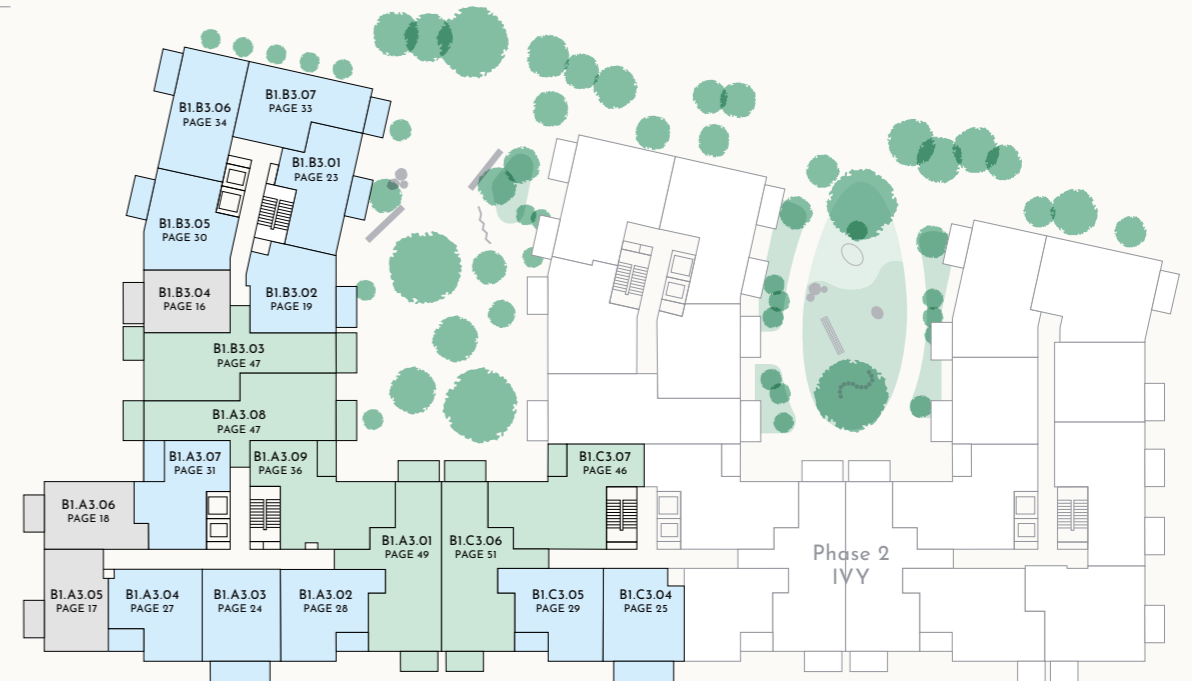 B1.B3.06
PAGE 34
B1.B3.07
PAGE 33
B1.B3.01
PAGE 23
B1.B3.05
PAGE 30
B1.B3.04
PAGE 16
B1.B3.02
PAGE 19
B1.B3.03
PAGE 47
B1.A3.08
PAGE 47
B1.A3.07
PAGE 31
B1.A3.09
PAGE 36
B1.C3.07
PAGE 46
B1.A3.06
PAGE 18
B1.A3.01
PAGE 49
B1.C3.06
PAGE 51
Phase 2
IVY
B1.A3.05
PAGE 17
B1.A3.04
PAGE 27
B1.A3.03
PAGE 24
B1.A3.02
PAGE 28
B1.C3.05
PAGE 29
B1.C3.04
PAGE 25